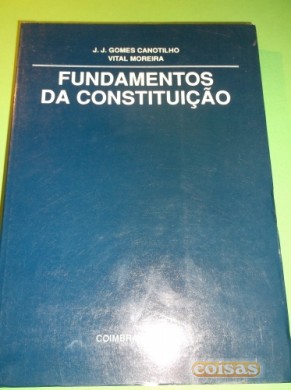 J. J. GOMES CANOTILHO
VITAL MOREIRA
FUNDAMENTOS
DA CONSTITUIÇÃO
COIMBRA
coisas